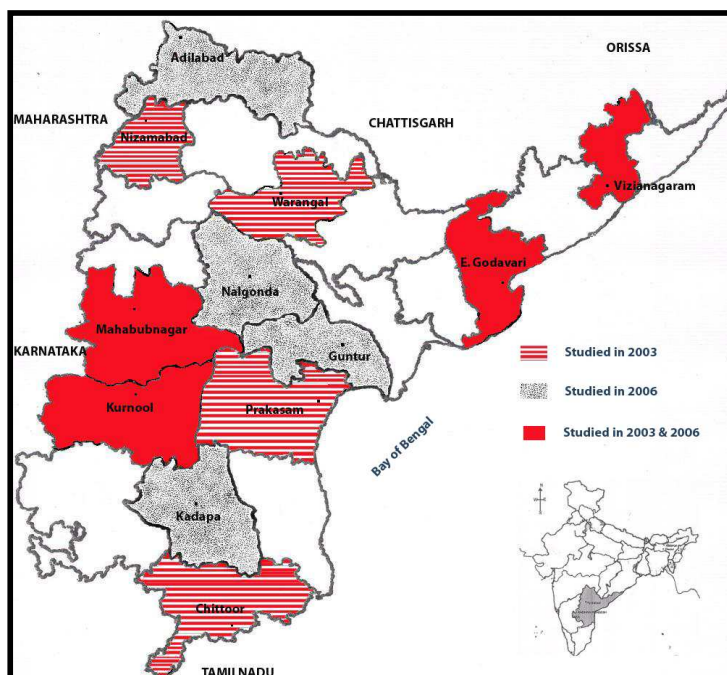 ORISSA
Adilabad
MAHARASHTRA
CHATTISGARH
Nizamabad
Warangal
Vizianagaram
E. Godavari
Nalgonda
Mahabubnagar
KARNATAKA
Guntur
Studied in 2003
Kurnool
Prakasam
Studied in 2006
Studied in 2003 & 2006
Bay of Bengal
Kadapa
Chittoor
TAMILNADU